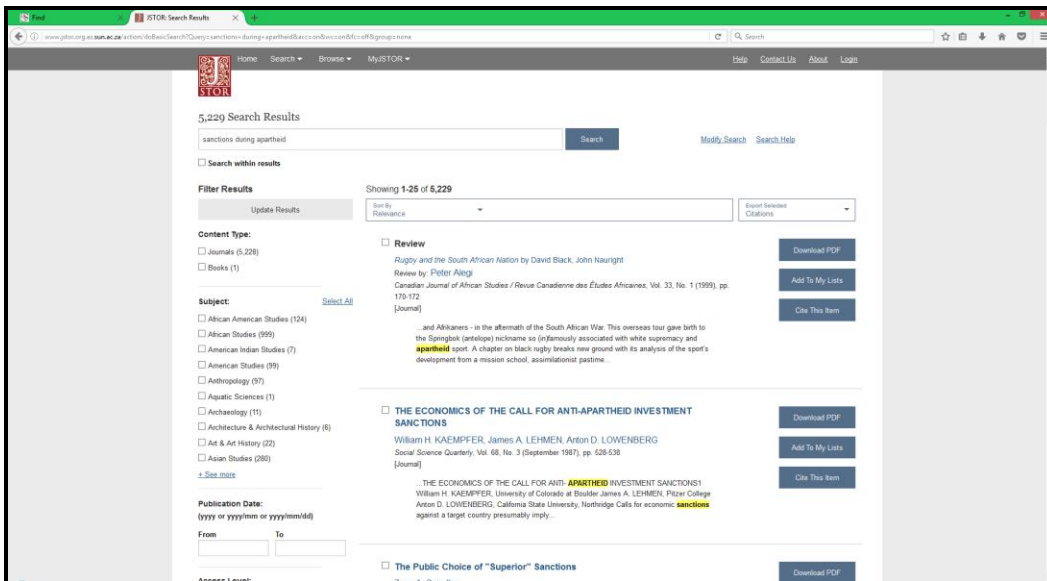 Find
JSTOR: Search Results
www.jstor.org.ez.sun.ac.za/action/doBasicSearch?Query=sanctions+during+apartheid&acc=on&wc=on&fc=off&group=none
Search
JSTOR
Home Search Browse MyJSTOR
Help Contact Us About Login
5,229 Search Results
sanctions during apartheid
Search
Modify Search Search Help
Search within results
Filter Results
Update Results
Content Type:
Journals (5,228)
Books (1)
Subject: Select All
African American Studies (124)
African Studies (999)
American Indian Studies (7)
American Studies (99)
Anthropology (97)
Aquatic Sciences (1)
Archaeology (11)
Architecture & Architectural History (6)
Art & Art History (22)
Asian Studies (280)
+ See more
Publication Date:
(yyyy or yyyy/mm or yyyy/mm/dd)
From To
Access Level:
Showing 1-25 of 5,229
Sort By
Relevance
Export Selected
Citations
Review
Rugby and the South African Nation by David Black, John Nauright
Review by: Peter Alegi
Canadian Journal of African Studies / Revue Canadienne des Études Africaines, Vol. 33, No. 1 (1999), pp.
170-172
[Journal]
...and Afrikaners - in the aftermath of the South African War. This overseas tour gave birth to
the Springbok (antelope) nickname so (in)famously associated with white supremacy and
apartheid sport. A chapter on black rugby breaks new ground with its analysis of the sport's
development from a mission school, assimilationist pastime...
Download PDF
Add To My Lists
Cite This Item
THE ECONOMICS OF THE CALL FOR ANTI-APARTHEID INVESTMENT
SANCTIONS
William H. KAEMPFER, James A. LEHMEN, Anton D. LOWENBERG
Social Science Quarterly, Vol. 68, No. 3 (September 1987), pp. 528-538
[Journal]
...THE ECONOMICS OF THE CALL FOR ANTI- APARTHEID INVESTMENT SANCTIONS1
William H. KAEMPFER, University of Colorado at Boulder James A. LEHMEN, Pitzer College
Anton D. LOWENBERG, California State University, Northridge Calls for economic sanctions
against a target country presumably imply...
Download PDF
Add To My Lists
Cite This Item
The Public Choice of "Superior" Sanctions
Download PDF